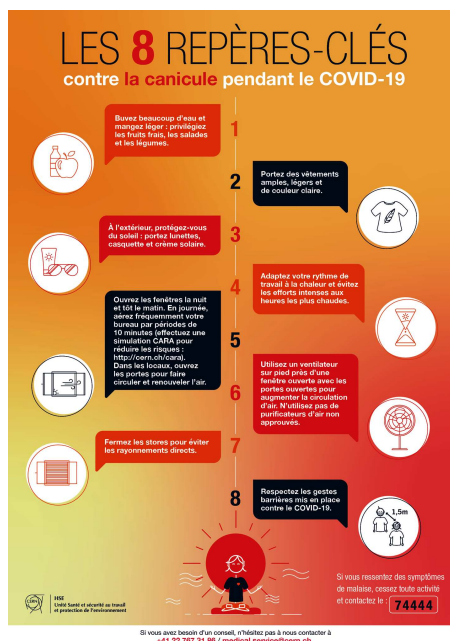 LES 8 REPÈRES-CLÉS
contre la canicule pendant le COVID-19
Buvez beaucoup d'eau et
mangez léger : privilégiez
les fruits frais, les salades
et les légumes.
1
2
Portez des vêtements
amples, légers et
de couleur claire.
À l'extérieur, protégez-vous
du soleil : portez lunettes,
casquette et crème solaire.
3
4
Adaptez votre rythme de
travail à la chaleur et évitez
les efforts intenses aux
heures les plus chaudes.
Ouvrez les fenêtres la nuit
et tôt le matin. En journée,
aérez fréquemment votre
bureau par périodes de
10 minutes (effectuez une
simulation CARA pour
réduire les risques :
http://cern.ch/cara).
Dans les locaux, ouvrez
les portes pour faire
circuler et renouveler l'air.
5
6
Utilisez un ventilateur
sur pied près d'une
fenêtre ouverte avec les
portes ouvertes pour
augmenter la circulation
d'air. N'utilisez pas de
purificateurs d'air non
approuvés.
Fermez les stores pour éviter
les rayonnements directs.
7
8
Respectez les gestes
barrières mis en place
contre le COVID-19.
1,5m
Si vous ressentez des symptômes
de malaise, cessez toute activité
et contactez le : 74444
CERN
HSE
Unité Santé et sécurité au travail
et protection de l'environnement
Si vous avez besoin d'un conseil, n'hésitez pas à nous contacter à